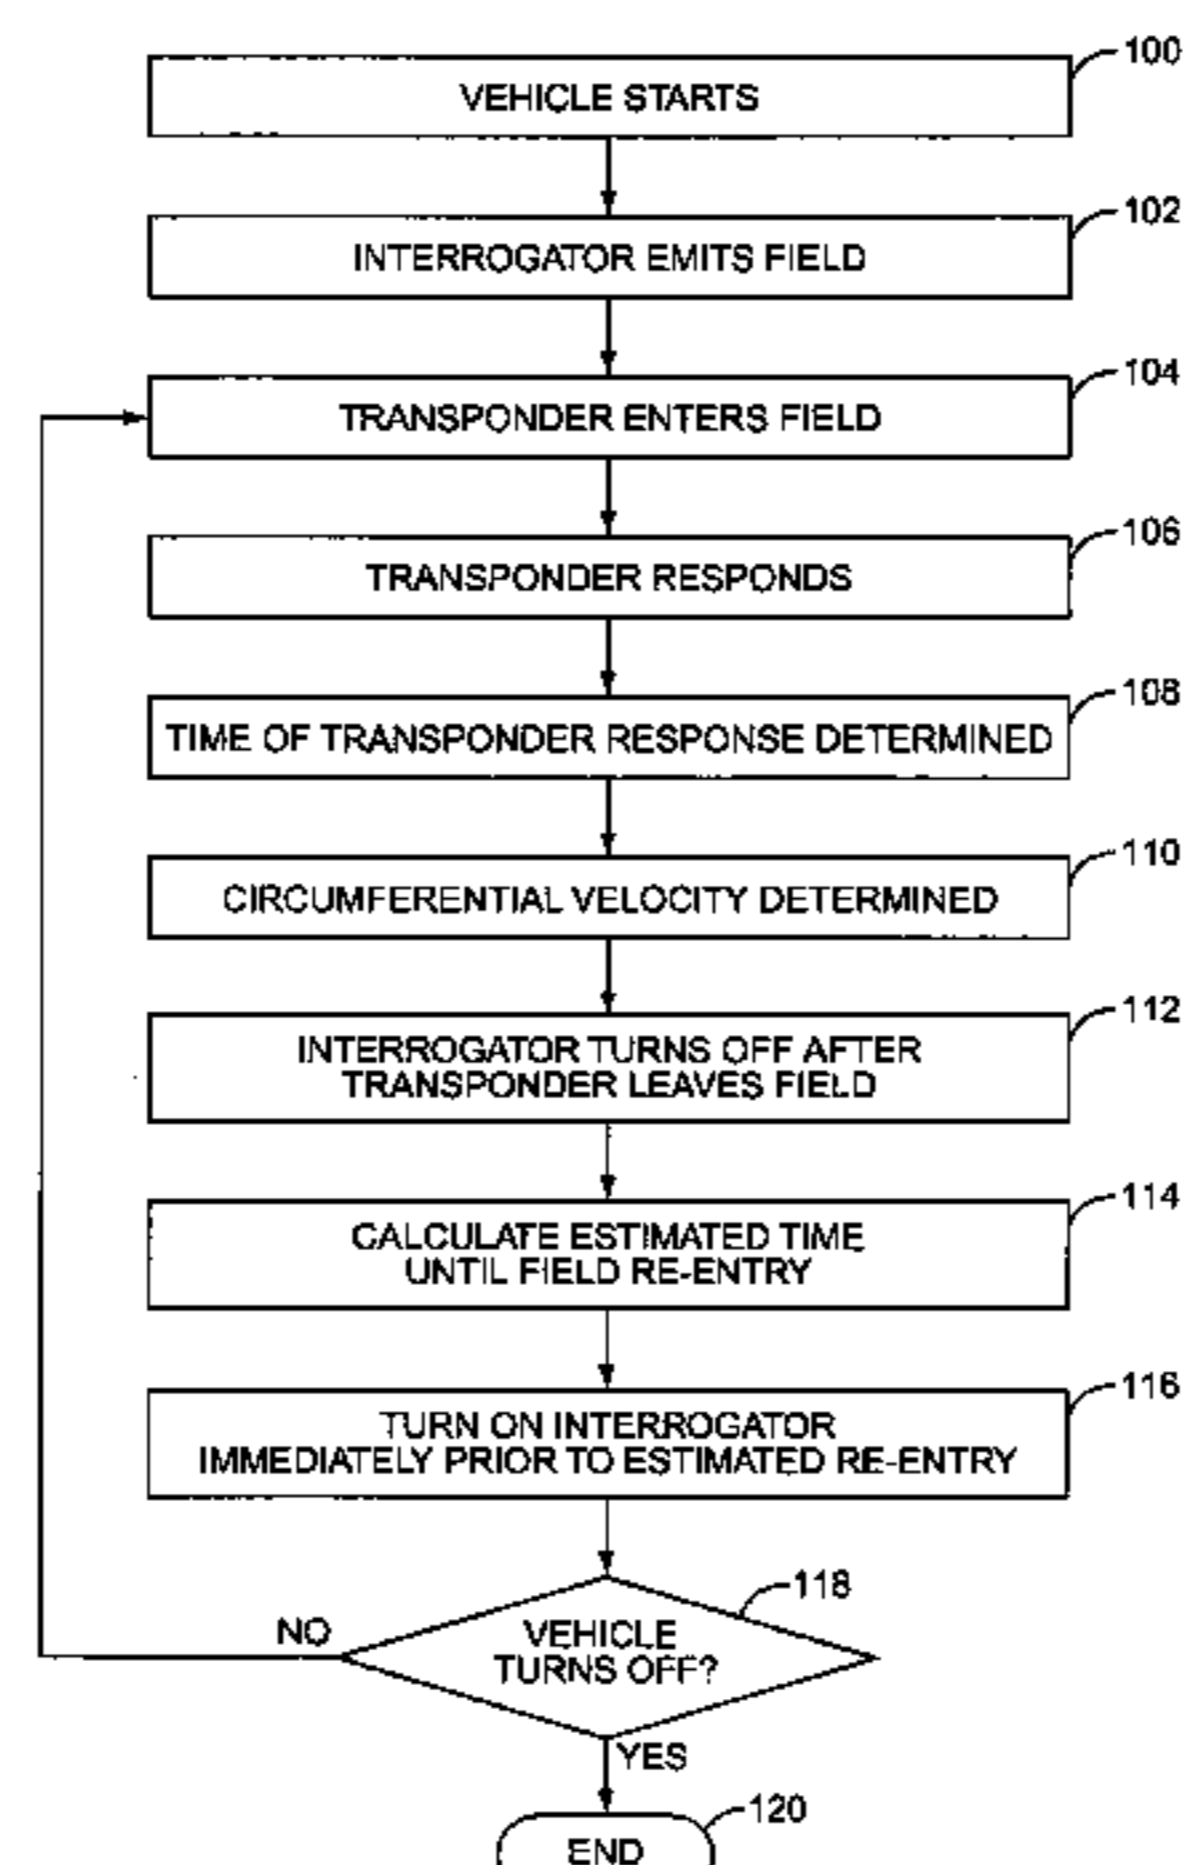 100
VEHICLE STARTS
102
INTERROGATOR EMITS FIELD
104
TRANSPONDER ENTERS FIELD
106
TRANSPONDER RESPONDS
108
TIME OF TRANSPONDER RESPONSE DETERMINED
110
CIRCUMFERENTIAL VELOCITY DETERMINED
112
INTERROGATOR TURNS OFF AFTER
TRANSPONDER LEAVES FIELD
114
CALCULATE ESTIMATED TIME
UNTIL FIELD RE-ENTRY
116
TURN ON INTERROGATOR
IMMEDIATELY PRIOR TO ESTIMATED RE-ENTRY
118
NO
VEHICLE
TURNS OFF?
YES
120
END